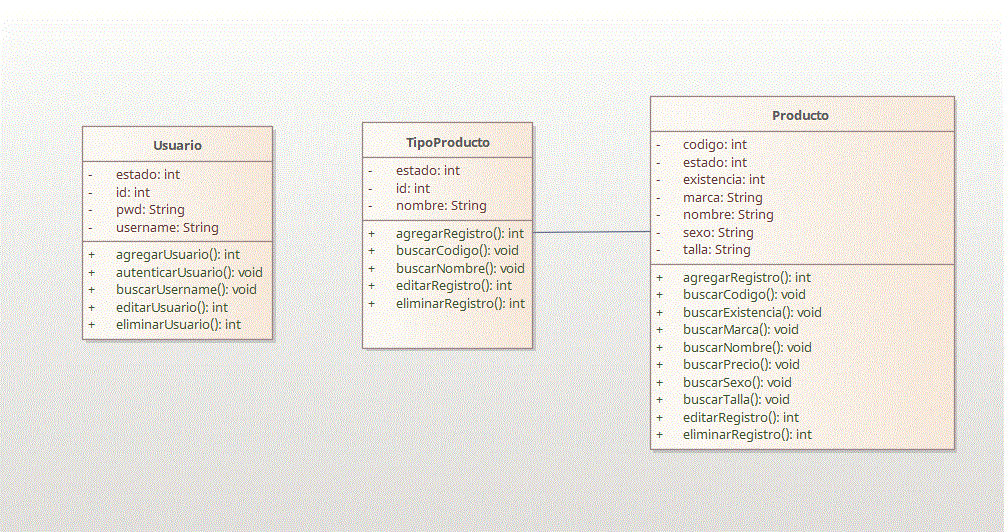 Usuario
- estado: int
- id: int
- pwd: String
- username: String
+ agregarUsuario(): int
+ autenticarUsuario(): void
+ buscarUsername(): void
+ editarUsuario(): int
+ eliminarUsuario(): int
TipoProducto
- estado: int
- id: int
- nombre: String
+ agregarRegistro(): int
+ buscarCodigo(): void
+ buscarNombre(): void
+ editarRegistro(): int
+ eliminarRegistro(): int
Producto
- codigo: int
- estado: int
- existencia: int
- marca: String
- nombre: String
- sexo: String
- talla: String
+ agregarRegistro(): int
+ buscarCodigo(): void
+ buscarExistencia(): void
+ buscarMarca(): void
+ buscarNombre(): void
+ buscarPrecio(): void
+ buscarSexo(): void
+ buscarTalla(): void
+ editarRegistro(): int
+ eliminarRegistro(): int